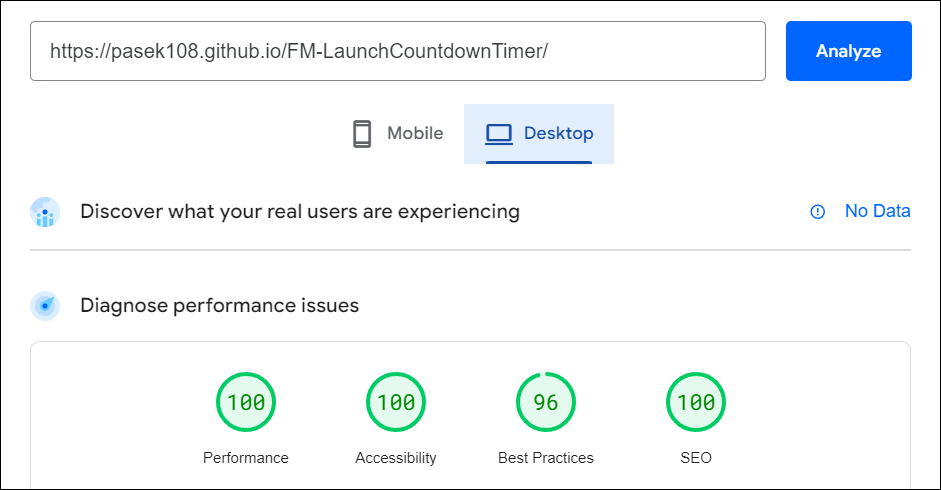 https://pasek108.github.io/FM-LaunchCountdownTimer/
Analyze
Mobile
Desktop
Discover what your real users are experiencing
No Data
Diagnose performance issues
100
100
96
100
Performance
Accessibility
Best Practices
SEO